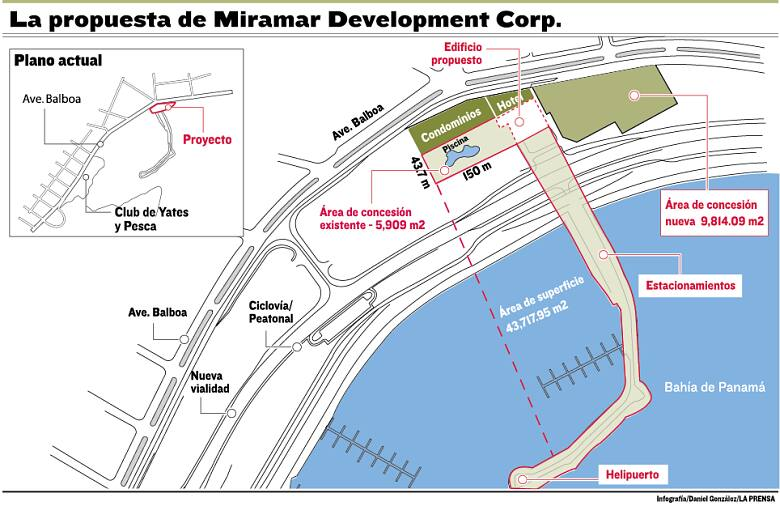 La propuesta de Miramar Development Corp.
Plano actual
Ave. Balboa
Proyecto
Club de Yates
y Pesca
Edificio
propuesto
Ave. Balboa
Condominios
Hotel
Piscina
43.7 m
150 m
Área de concesión
existente - 5,909 m2
Área de concesión
nueva 9,814.09 m2
Estacionamientos
Área de superficie
43,717.95 m2
Ciclovía/
Peatonal
Ave. Balboa
Nueva
vialidad
Bahía de Panamá
Helipuerto
Infografía/Daniel González/LA PRENSA